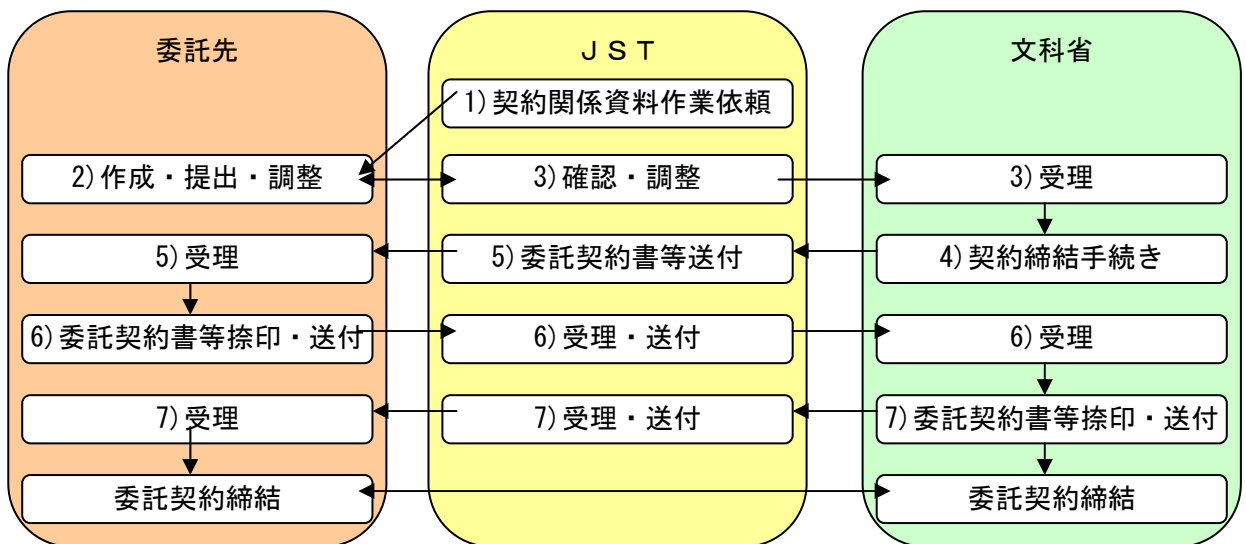 委託先
ＪＳＴ
文科省
1)契約関係資料作業依頼
2)作成・提出・調整
3)確認・調整
3)受理
5)受理
5)委託契約書等送付
4)契約締結手続き
6)委託契約書等捺印・送付
6)受理・送付
6)受理
7)受理
7)受理・送付
7)委託契約書等捺印・送付
委託契約締結
委託契約締結